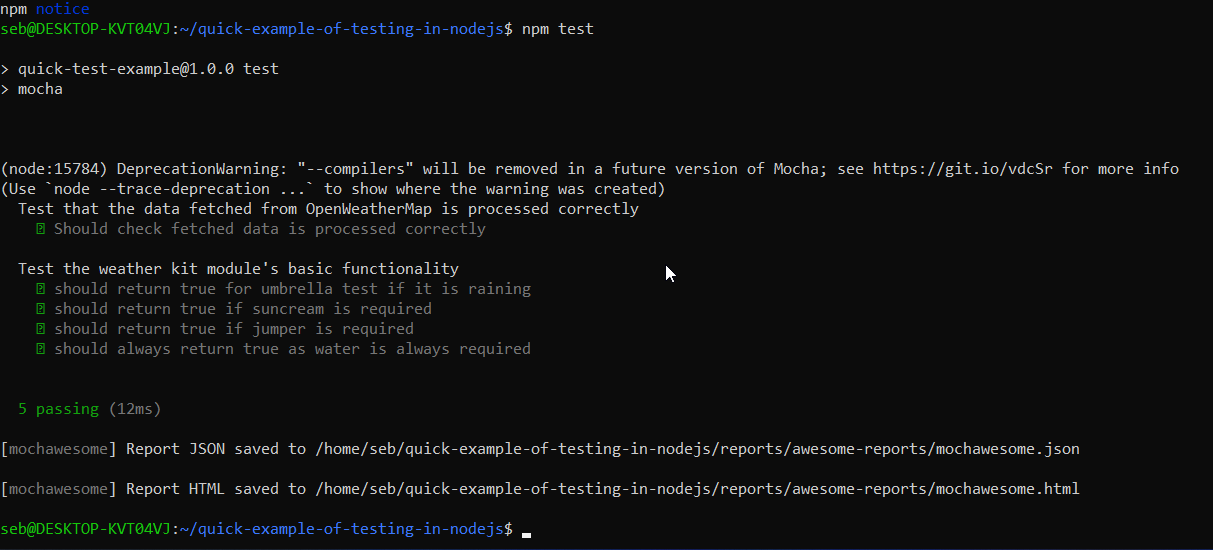 npm notice
seb@DESKTOP-KVT04VJ:~/quick-example-of-testing-in-nodejs$ npm test
> quick-test-example@1.0.0 test
> mocha
(node:15784) DeprecationWarning: "--compilers" will be removed in a future version of Mocha; see https://git.io/vdcSr for more info
(Use `node --trace-deprecation ...` to show where the warning was created)
Test that the data fetched from OpenWeatherMap is processed correctly
Should check fetched data is processed correctly
Test the weather kit module's basic functionality
should return true for umbrella test if it is raining
should return true if suncream is required
should return true if jumper is required
should always return true as water is always required
5 passing (12ms)
[mochawesome] Report JSON saved to /home/seb/quick-example-of-testing-in-nodejs/reports/awesome-reports/mochawesome.json
[mochawesome] Report HTML saved to /home/seb/quick-example-of-testing-in-nodejs/reports/awesome-reports/mochawesome.html
seb@DESKTOP-KVT04VJ:~/quick-example-of-testing-in-nodejs$